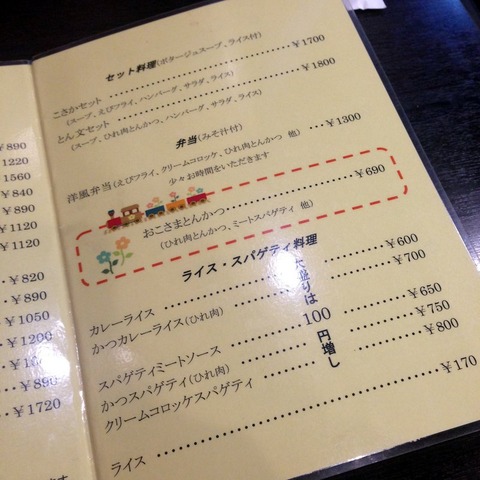 ¥890
1220
1560
¥840
¥890
¥1120
¥1120
¥820
¥890
¥1050
¥1200
¥890
¥1720
セット料理(ポタージュスープ、ライス付)
こさかセット ¥1700
(スープ、えびフライ、ハンバーグ、サラダ、ライス)
とん文セット ¥1800
(スープ、ひれ肉とんかつ、ハンバーグ、サラダ、ライス)
弁当(みそ汁付)
洋風弁当(えびフライ、クリームコロッケ、ひれ肉とんかつ 他) ･･･¥1300
少々お時間をいただきます
おこさまとんかつ･･････････････¥690
(ひれ肉とんかつ、ミートスパゲティ 他)
ライス・スパゲティ料理
カレーライス ･･････････････････¥600
かつカレーライス(ひれ肉) ････････････¥700
大盛りは100円増し
スパゲティミートソース ･･････････¥650
かつスパゲティ(ひれ肉) ･･････････¥750
クリームコロッケスパゲティ ･･････････¥800
ライス ････････････････････････¥170